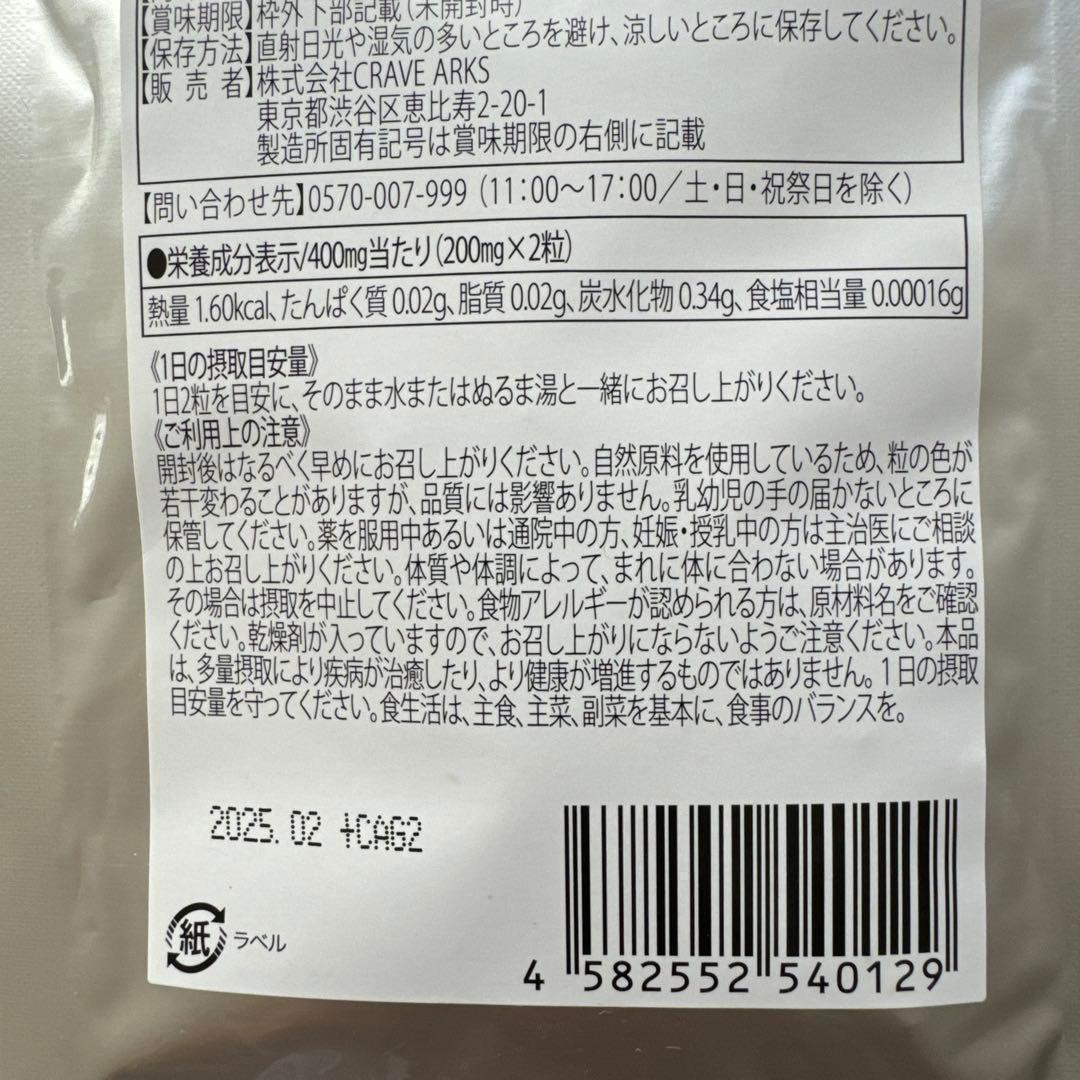 【賞味期限】枠外下部記載(未開封時)
【保存方法】直射日光や湿気の多いところを避け、涼しいところに保存してください。
【販売者】株式会社CRAVE ARKS
東京都渋谷区恵比寿2-20-1
製造所固有記号は賞味期限の右側に記載
【問い合わせ先】0570-007-999 (11:00～17:00/土・日・祝祭日を除く)
●栄養成分表示/400mg当たり(200mg×2粒)
熱量1.60kcal、たんぱく質0.02g、脂質0.02g、炭水化物0.34g、食塩相当量0.00016g
《1日の摂取目安量》
1日2粒を目安に、そのまま水またはぬるま湯と一緒にお召し上がりください。
《ご利用上の注意》
開封後はなるべく早めにお召し上がりください。自然原料を使用しているため、粒の色が
若干変わることがありますが、品質には影響ありません。乳幼児の手の届かないところに
保管してください。薬を服用中あるいは通院中の方、妊娠・授乳中の方は主治医にご相談
の上お召し上がりください。体質や体調によって、まれに体に合わない場合があります。
その場合は摂取を中止してください。食物アレルギーが認められる方は、原材料名をご確認
ください。乾燥剤が入っていますので、お召し上がりにならないようご注意ください。本品
は、多量摂取により疾病が治癒したり、より健康が増進するものではありません。1日の摂取
目安量を守ってください。食生活は、主食、主菜、副菜を基本に、食事のバランスを。
2025.02 +CAG2
紙 ラベル
4 582552 540129